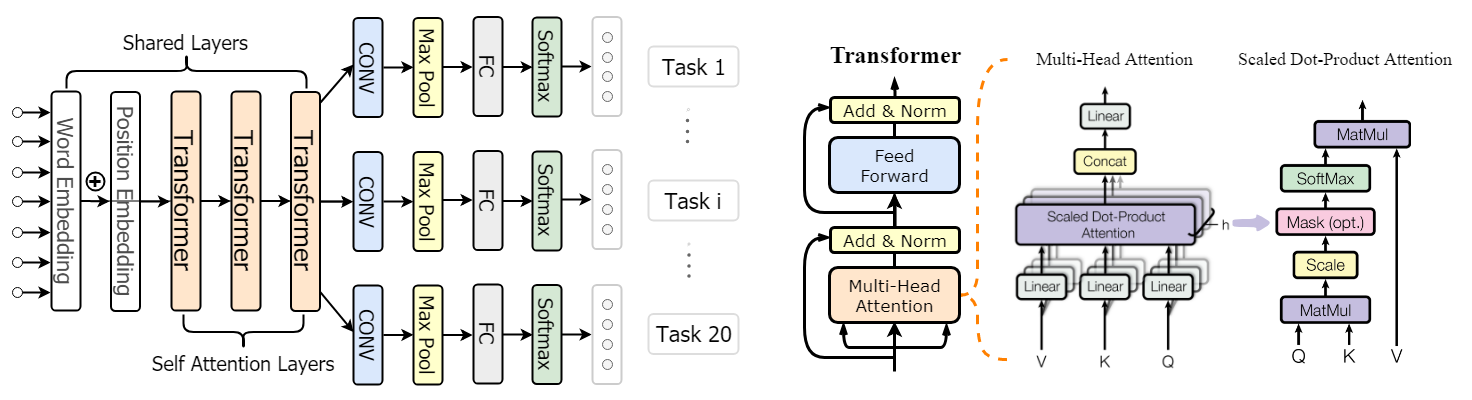 Shared Layers
Word Embedding
Position Embedding
Transformer
Transformer
Transformer
Self Attention Layers
CONV
Max Pool
FC
Softmax
Task 1
CONV
Max Pool
FC
Softmax
Task i
CONV
Max Pool
FC
Softmax
Task 20
Transformer
Add & Norm
Feed
Forward
Add & Norm
Multi-Head
Attention
Multi-Head Attention
Linear
Concat
Scaled Dot-Product
Attention
h
Linear
Linear
Linear
V
K
Q
Scaled Dot-Product Attention
MatMul
SoftMax
Mask (opt.)
Scale
MatMul
Q
K
V